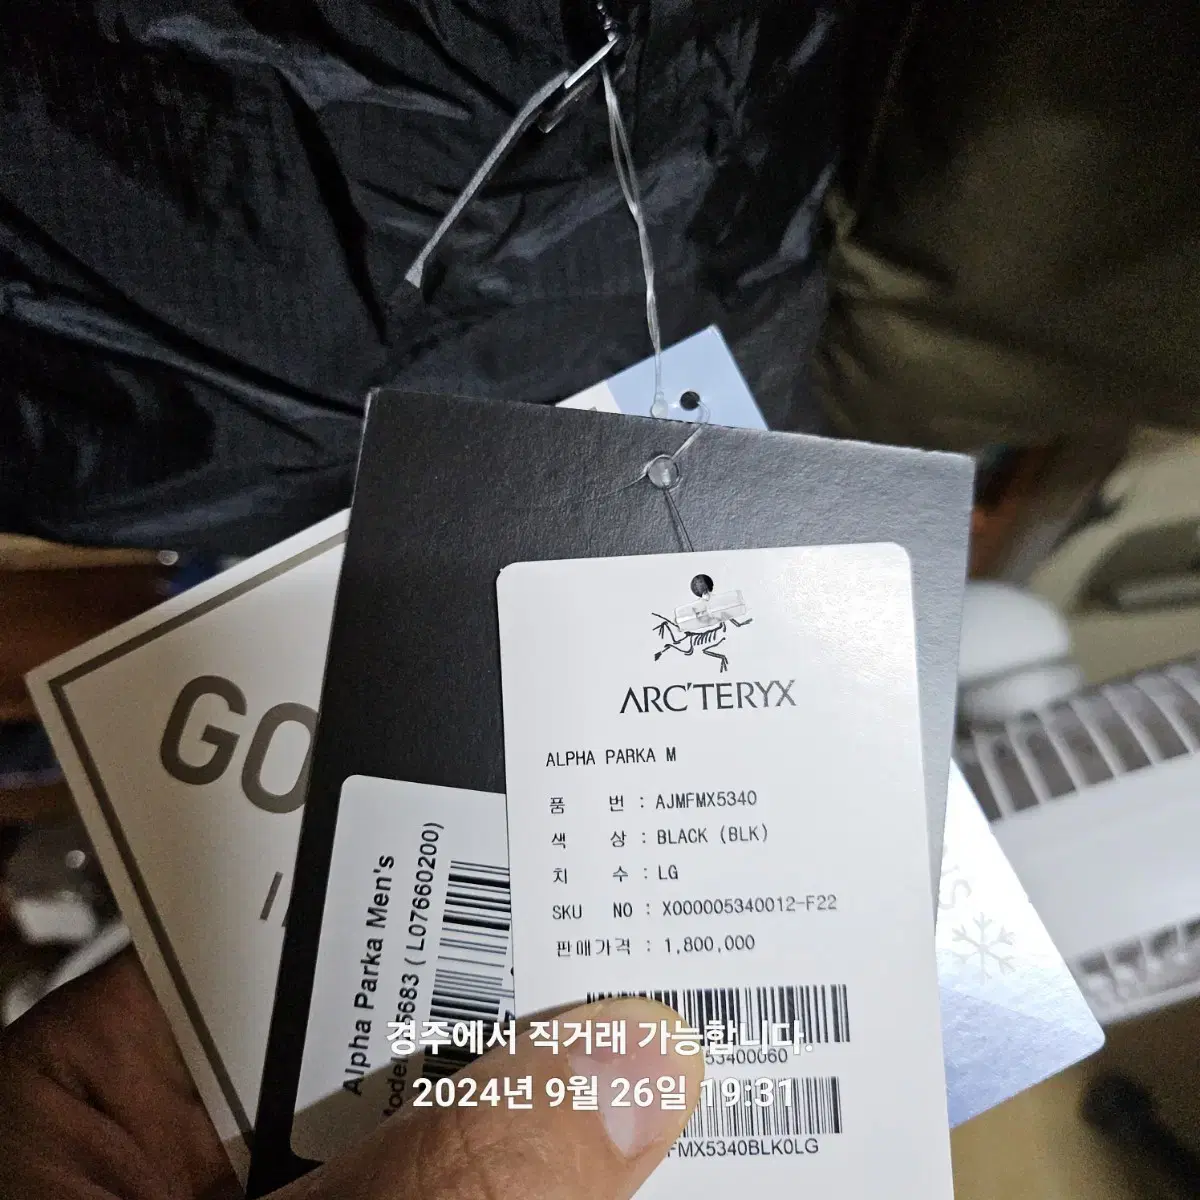 GO
ARC'TERYX
ALPHA PARKA M
품 번 : AJMFMX5340
색 상 : BLACK (BLK)
치 수 : LG
SKU NO : X000005340012-F22
판매가격 : 1,800,000
53400060
FMX5340BLK0LG
Alpha Parka Men's
5683 ( L07660200)
경주에서 직거래 가능합니다.
2024년 9월 26일 19:31